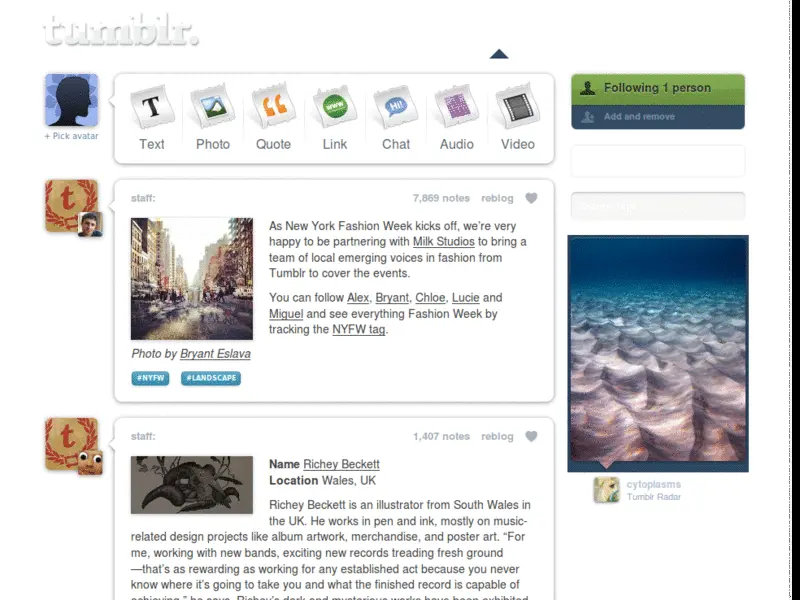 tumblr.
Following 1 person
Add and remove
+ Pick avatar
Text
Photo
Quote
Link
Chat
Audio
Video
www
Hi!
staff:
7,869 notes
reblog
As New York Fashion Week kicks off, we're very
happy to be partnering with Milk Studios to bring a
team of local emerging voices in fashion from
Tumblr to cover the events.
You can follow Alex, Bryant, Chloe, Lucie and
Miguel and see everything Fashion Week by
tracking the NYFW tag.
Photo by Bryant Eslava
#NYFW
#LANDSCAPE
cytoplasms
Tumblr Radar
staff:
1,407 notes
reblog
Name Richey Beckett
Location Wales, UK
Richey Beckett is an illustrator from South Wales in
the UK. He works in pen and ink, mostly on music-
related design projects like album artwork, merchandise, and poster art. “For
me, working with new bands, exciting new records treading fresh ground
—that's as rewarding as working for any established act because you never
know where it's going to take you and what the finished record is capable of